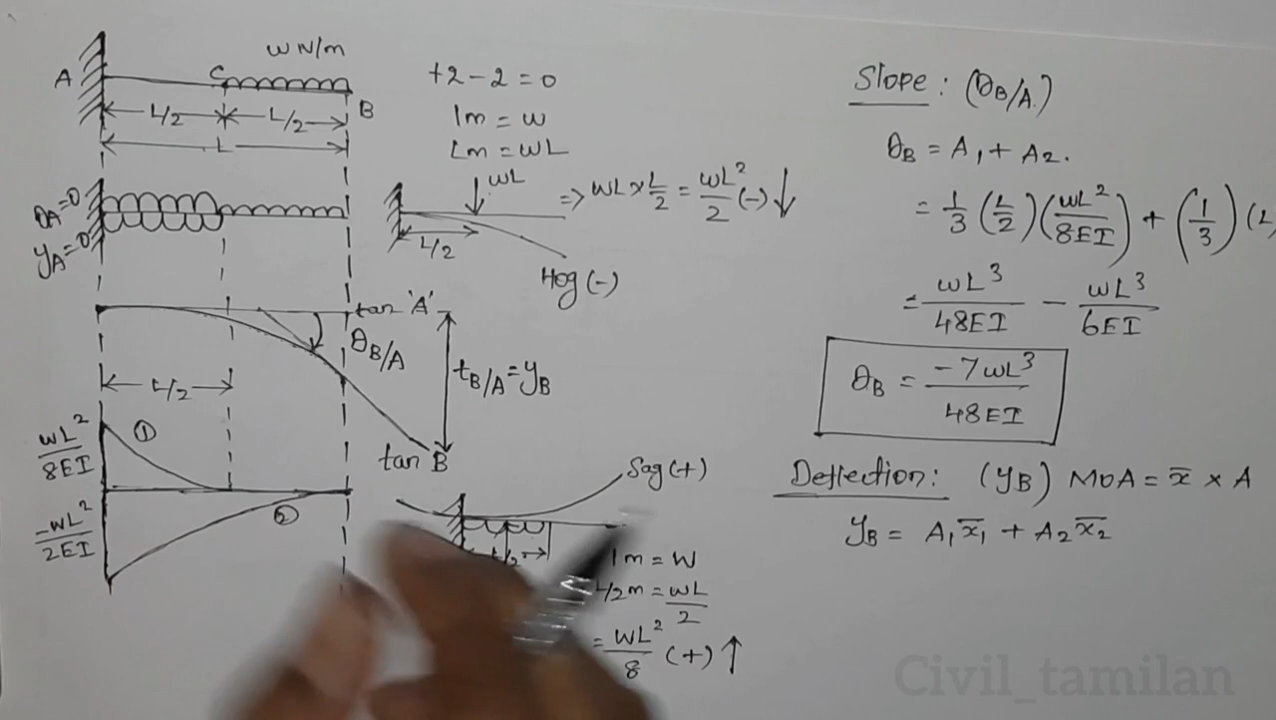 w N/m
A
C
B
L/2
L/2
L
+2 - 2 = 0
1m = w
Lm = wL
wL
⇒ wL × L/2 = wL²/2 (-) ↓
L/2
Hog (-)
θA=0
yA=0
tan 'A'
θB/A
tB/A = yB
L/2
tan B
wL²/8EI
①
-wL²/2EI
②
Sag (+)
L/2
1m = w
L/2 m = wL/2
= wL²/8 (+) ↑
Slope : (θB/A)
θB = A₁ + A₂.
= 1/3 (L/2) (wL²/8EI) + (1/3) (L
= wL³/48EI - wL³/6EI
θB = -7wL³/48EI
Deflection: (yB) MOA = x̄ × A
yB = A₁x̄₁ + A₂x̄₂
Civil_tamilan